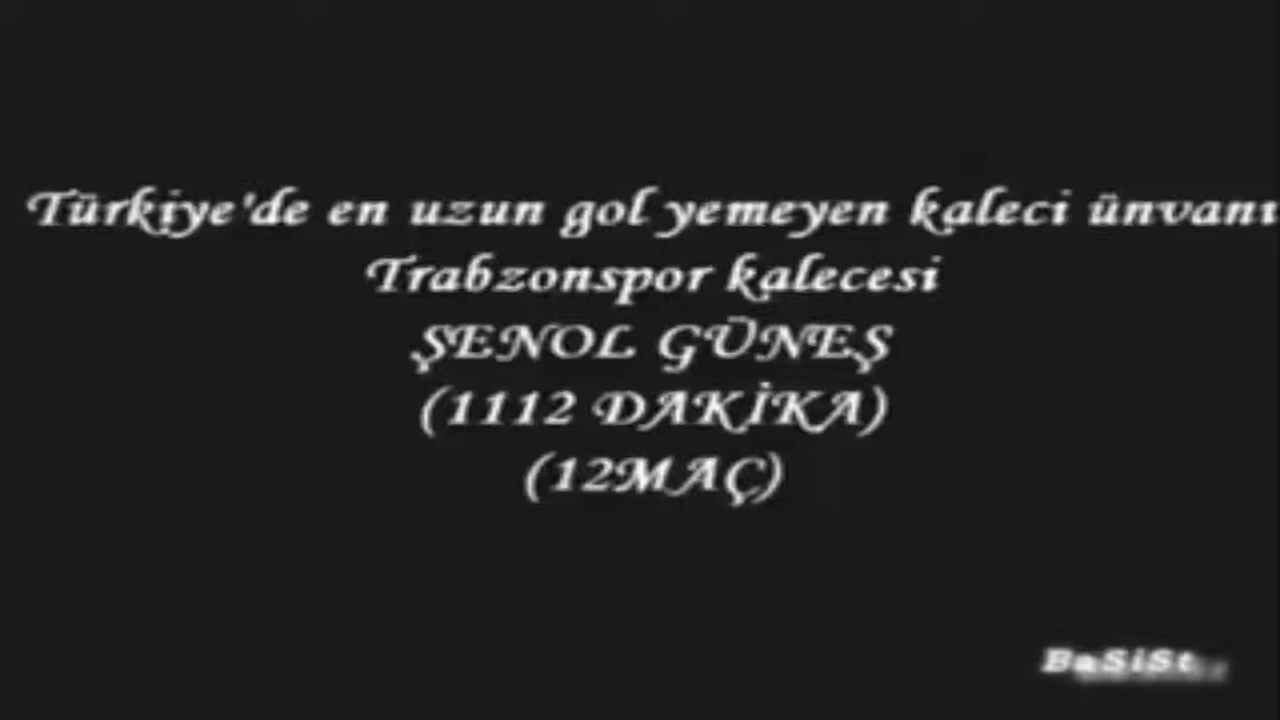 Türkiye'de en uzun gol yemeyen kaleci ünvanı
Trabzonspor kalecesi
ŞENOL GÜNEŞ
(1112 DAKİKA)
(12MAÇ)
BaSiSt